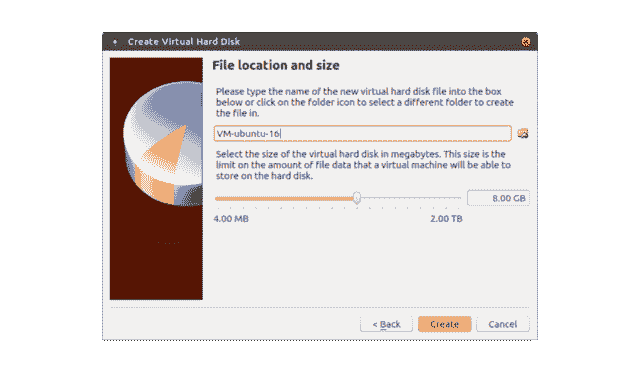 Create Virtual Hard Disk
File location and size
Please type the name of the new virtual hard disk file into the box
below or click on the folder icon to select a different folder to create
the file in.
VM-ubuntu-16
Select the size of the virtual hard disk in megabytes. This size is the
limit on the amount of file data that a virtual machine will be able to
store on the hard disk.
8.00 GB
4.00 MB 2.00 TB
< Back Create Cancel